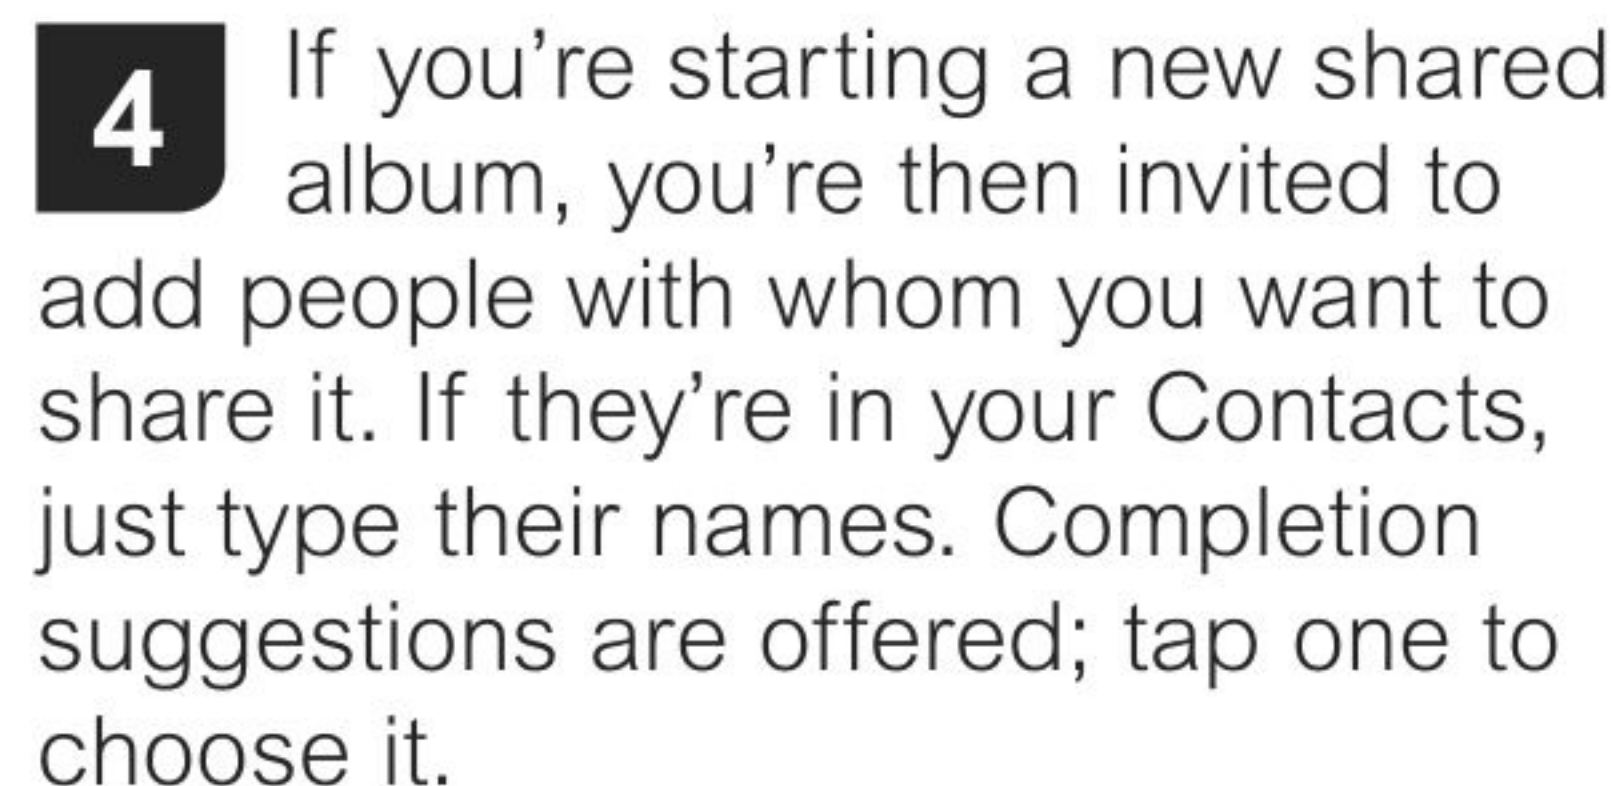 4
If you’re starting a new shared
album, you’re then invited to
add people with whom you want to
share it. If they’re in your Contacts,
just type their names. Completion
suggestions are offered; tap one to
choose it.